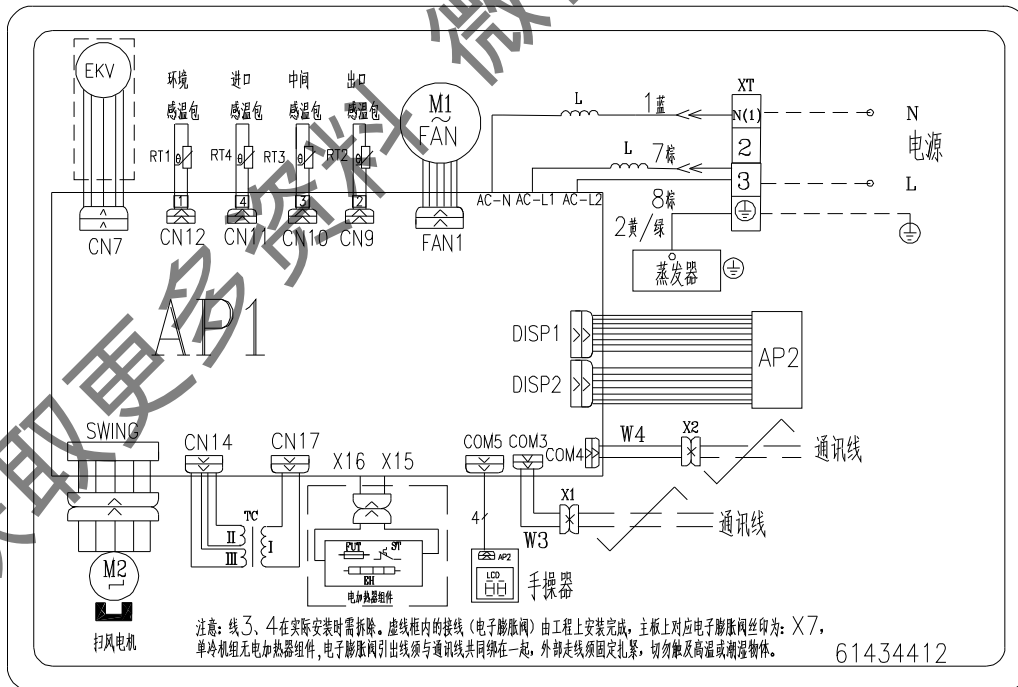 获取更多资料 微
EKV
环境 进口 中间 出口
感温包 感温包 感温包 感温包
RT1 θ RT4 θ RT3 θ RT2 θ
1 4 3 2
CN7 CN12 CN11 CN10 CN9
M1
~
FAN
FAN1
L 1蓝
XT
N(1)
2
3
N
电源
L
L 7棕
AC-N AC-L1 AC-L2
8棕
2黄/绿
蒸发器
AP1
DISP1
DISP2
AP2
SWING
CN14 CN17 X16 X15 COM5 COM3 COM4
W4 X2 通讯线
X1 W3 通讯线
TC
II
III
I
FUT ST
EH
电加热器组件
4
AP2
LCD
88
手操器
M2
扫风电机
注意：线3、4在实际安装时需拆除。虚线框内的接线（电子膨胀阀）由工程上安装完成，主板上对应电子膨胀阀丝印为：X7，
单冷机组无电加热器组件，电子膨胀阀引出线须与通讯线共同绑在一起，外部走线须固定扎紧，切勿触及高温或潮湿物体。
61434412